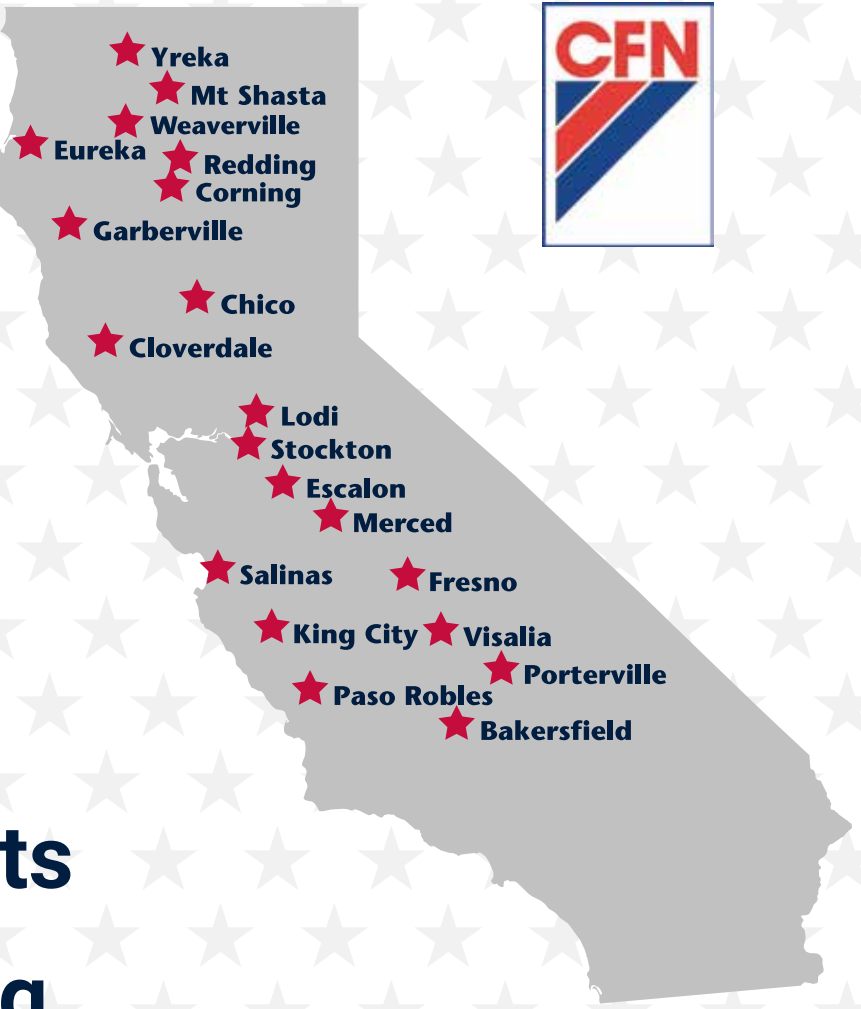 CFN
Yreka
Mt Shasta
Weaverville
Eureka
Redding
Corning
Garberville
Chico
Cloverdale
Lodi
Stockton
Escalon
Merced
Salinas
Fresno
King City
Visalia
Porterville
Paso Robles
Bakersfield
ts
g